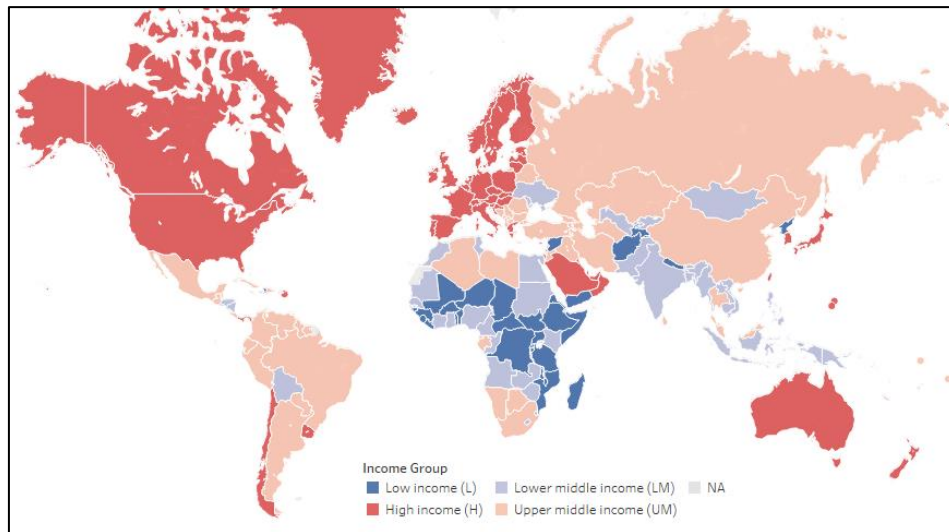 Income Group
Low income (L) Lower middle income (LM) NA
High income (H) Upper middle income (UM)